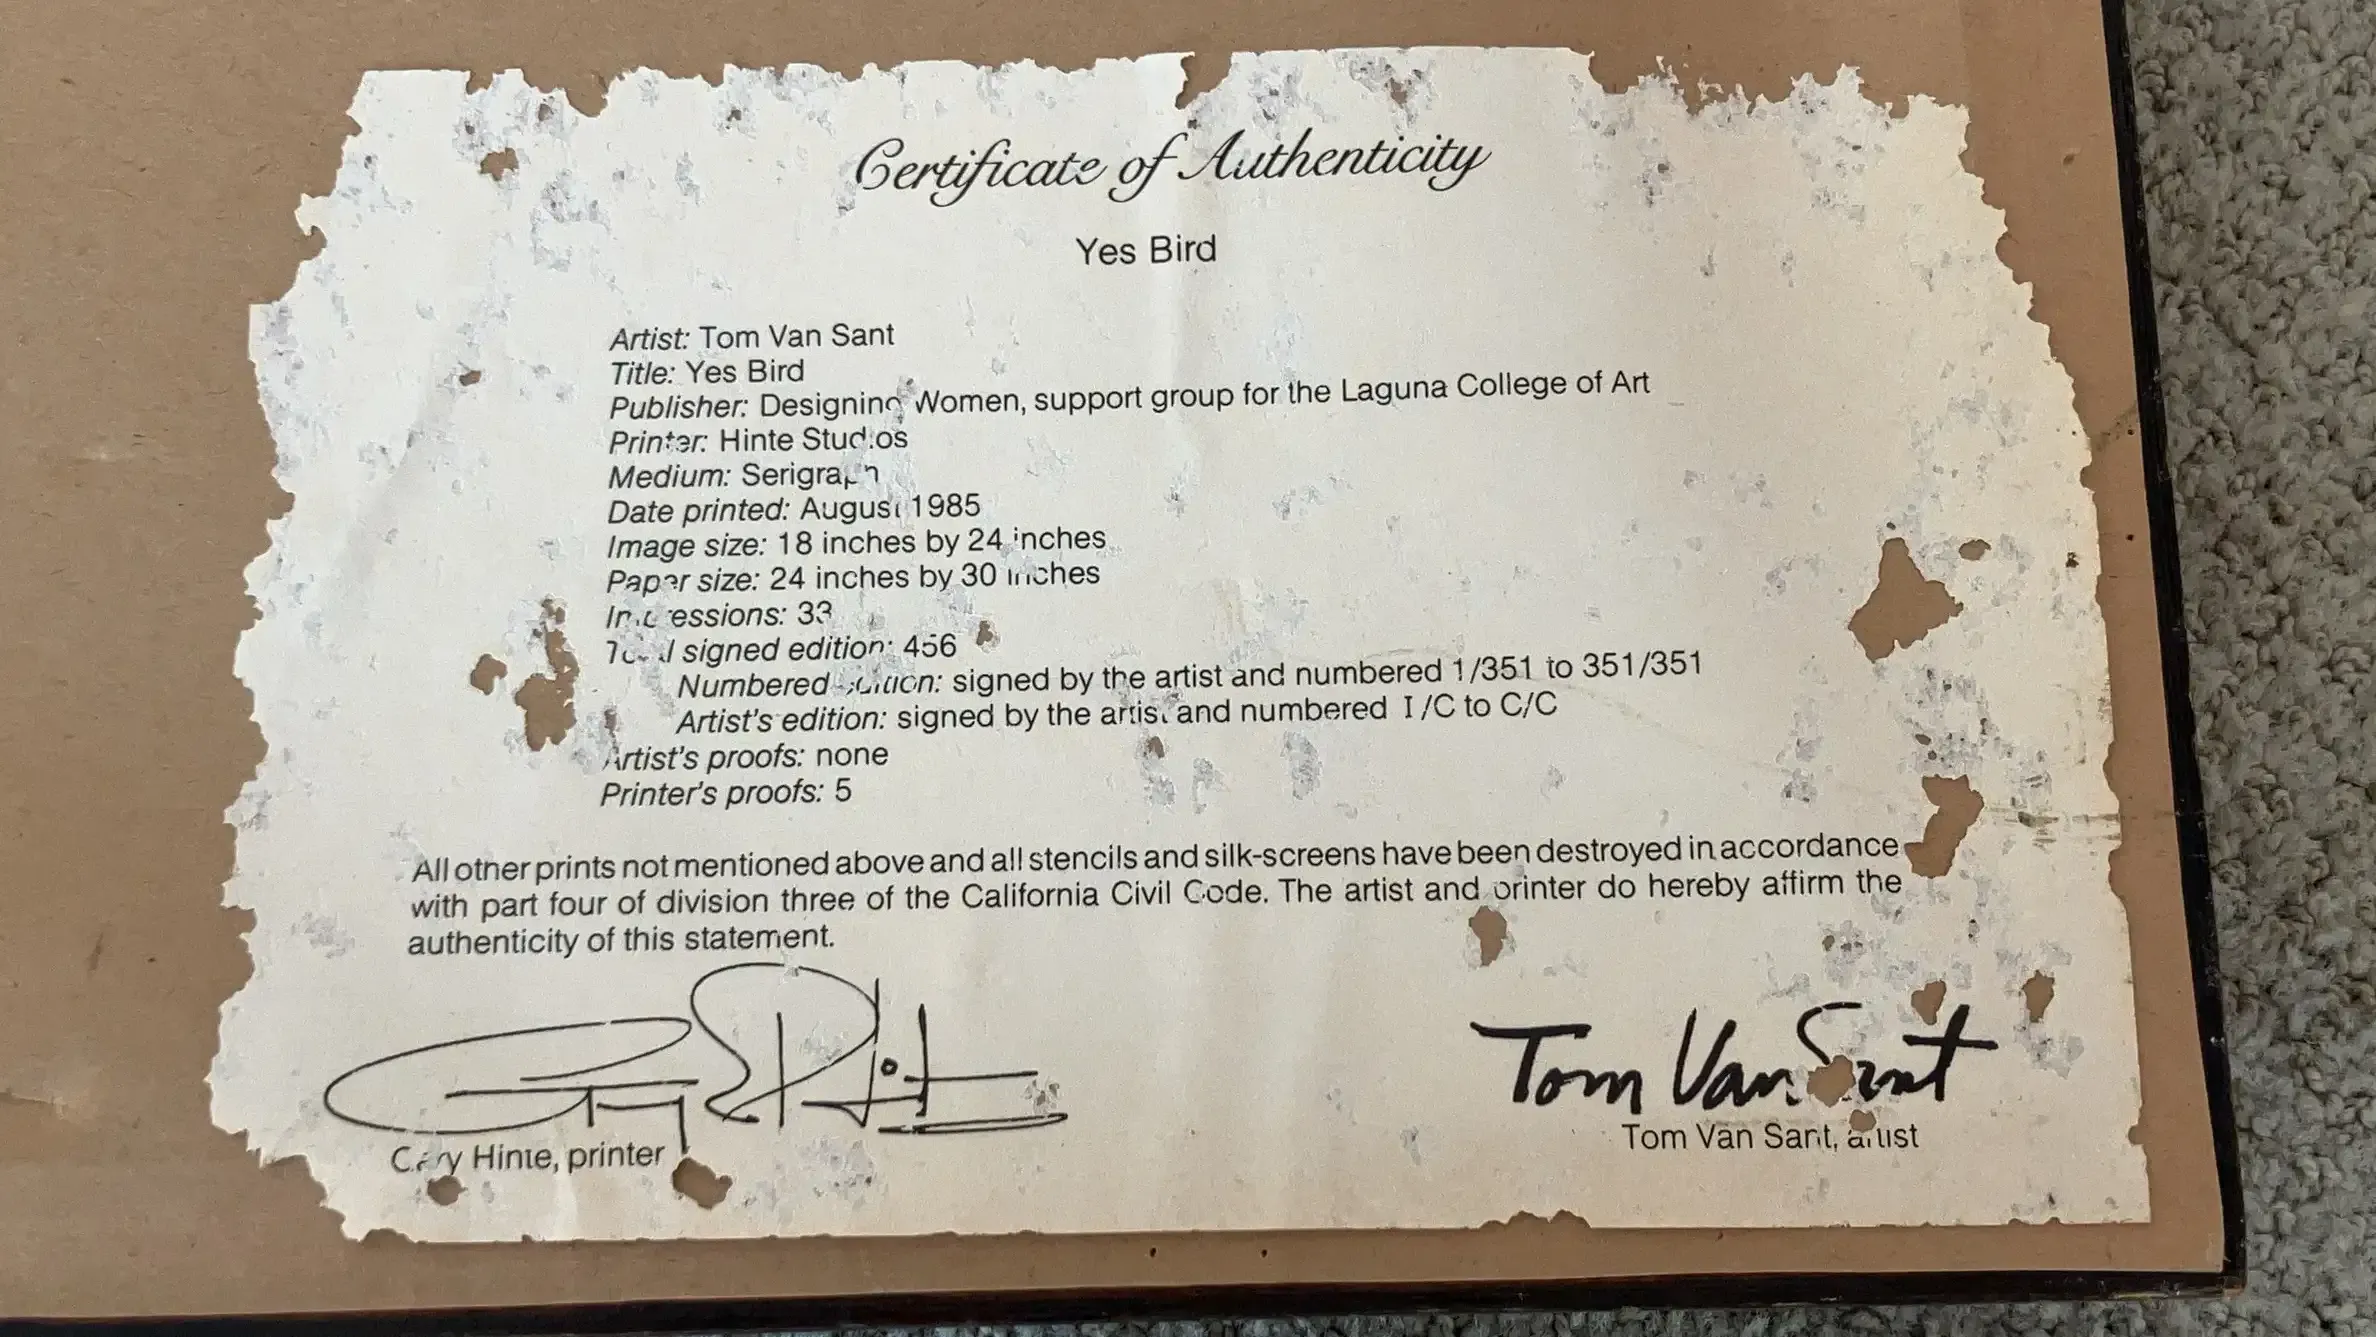 Certificate of Authenticity
Yes Bird
Artist: Tom Van Sant
Title: Yes Bird
Publisher: Designing Women, support group for the Laguna College of Art
Printer: Hinte Studios
Medium: Serigraph
Date printed: August 1985
Image size: 18 inches by 24 inches
Paper size: 24 inches by 30 inches
Impressions: 33
Total signed edition: 456
Numbered edition: signed by the artist and numbered 1/351 to 351/351
Artist's edition: signed by the artist and numbered I/C to C/C
Artist's proofs: none
Printer's proofs: 5
All other prints not mentioned above and all stencils and silk-screens have been destroyed in accordance
with part four of division three of the California Civil Code. The artist and printer do hereby affirm the
authenticity of this statement.
Tom Van Sant
Hinte, printer
Tom Van Sant, artist